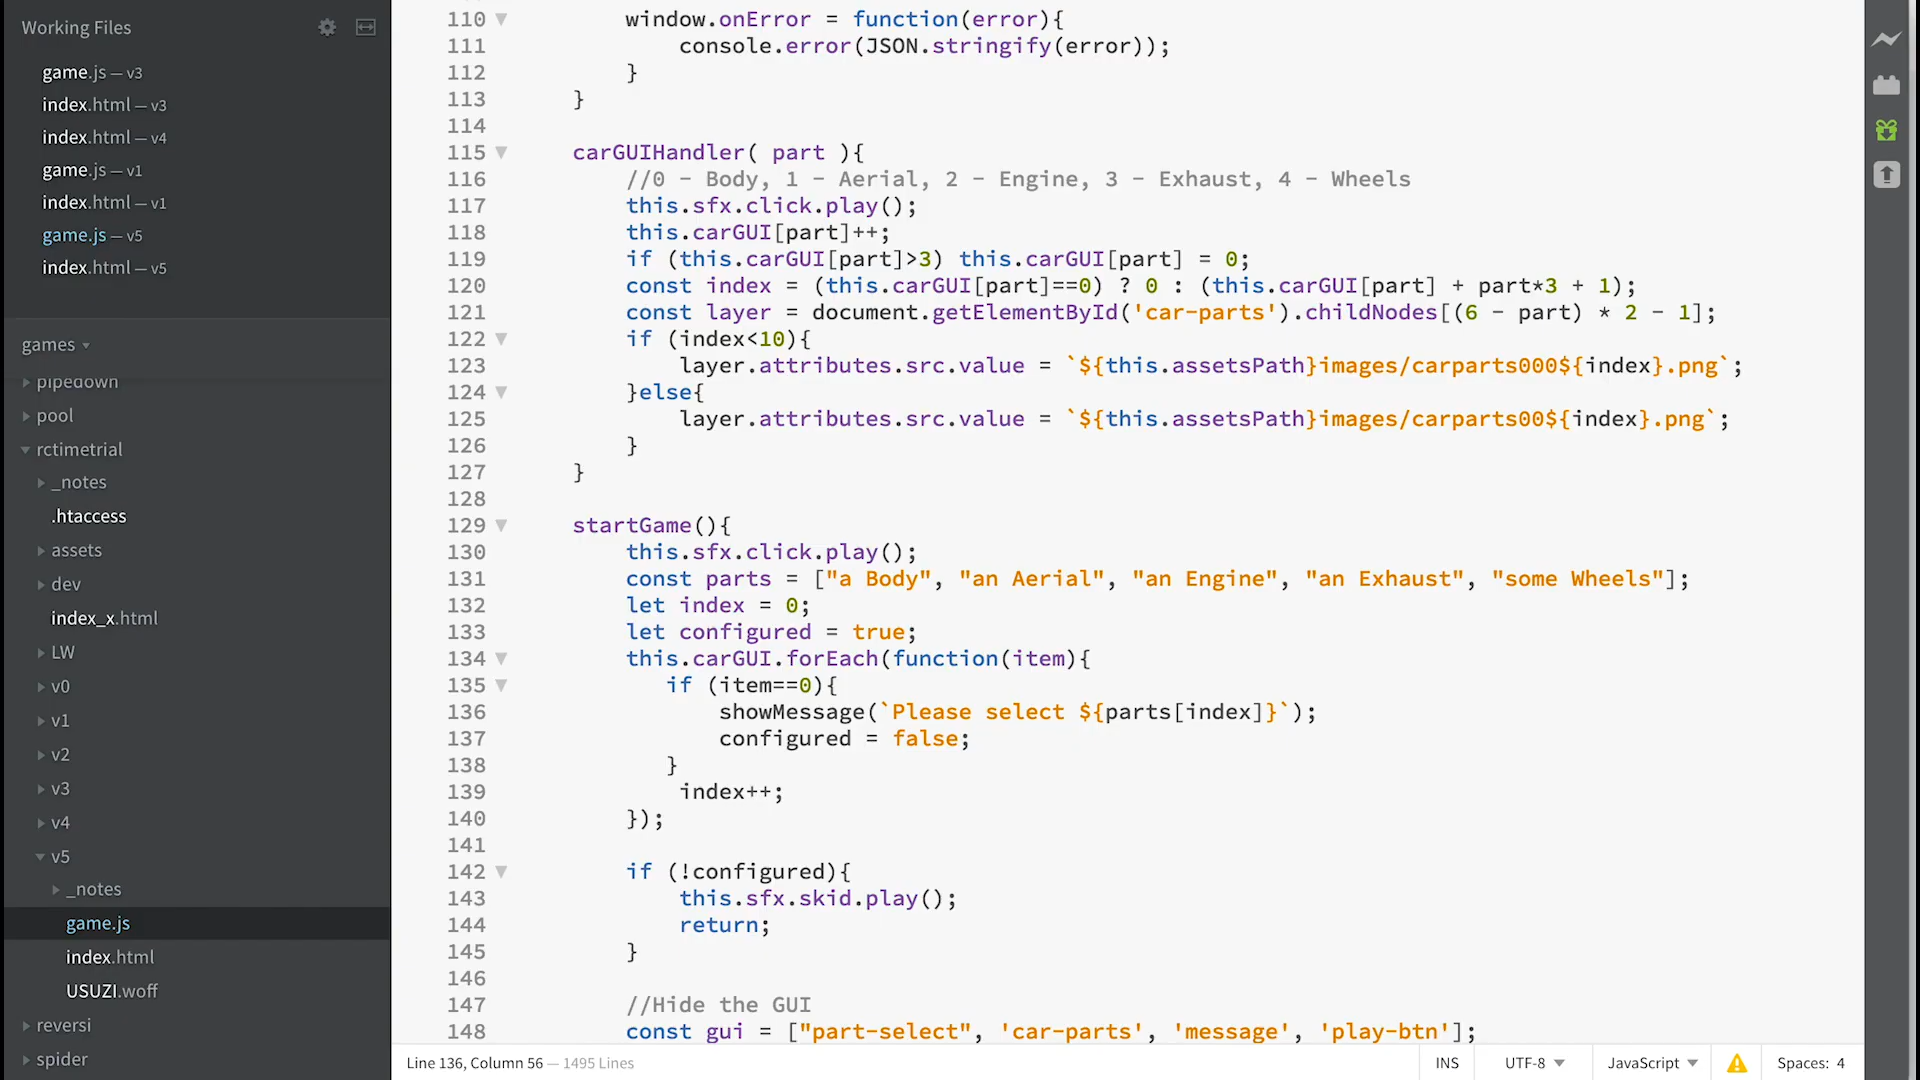 Working Files
game.js — v3
index.html — v3
index.html — v4
game.js — v1
index.html — v1
game.js — v5
index.html — v5
games
pipedown
pool
rctimetrial
_notes
.htaccess
assets
dev
index_x.html
LW
v0
v1
v2
v3
v4
v5
_notes
game.js
index.html
USUZI.woff
reversi
spider
110 window.onError = function(error){
111 console.error(JSON.stringify(error));
112 }
113 }
114
115 carGUIHandler( part ){
116 //0 - Body, 1 - Aerial, 2 - Engine, 3 - Exhaust, 4 - Wheels
117 this.sfx.click.play();
118 this.carGUI[part]++;
119 if (this.carGUI[part]>3) this.carGUI[part] = 0;
120 const index = (this.carGUI[part]==0) ? 0 : (this.carGUI[part] + part*3 + 1);
121 const layer = document.getElementById('car-parts').childNodes[(6 - part) * 2 - 1];
122 if (index<10){
123 layer.attributes.src.value = `${this.assetsPath}images/carparts000${index}.png`;
124 }else{
125 layer.attributes.src.value = `${this.assetsPath}images/carparts00${index}.png`;
126 }
127 }
128
129 startGame(){
130 this.sfx.click.play();
131 const parts = ["a Body", "an Aerial", "an Engine", "an Exhaust", "some Wheels"];
132 let index = 0;
133 let configured = true;
134 this.carGUI.forEach(function(item){
135 if (item==0){
136 showMessage(`Please select ${parts[index]}`);
137 configured = false;
138 }
139 index++;
140 });
141
142 if (!configured){
143 this.sfx.skid.play();
144 return;
145 }
146
147 //Hide the GUI
148 const gui = ["part-select", 'car-parts', 'message', 'play-btn'];
Line 136, Column 56 — 1495 Lines
INS
UTF-8
JavaScript
Spaces: 4